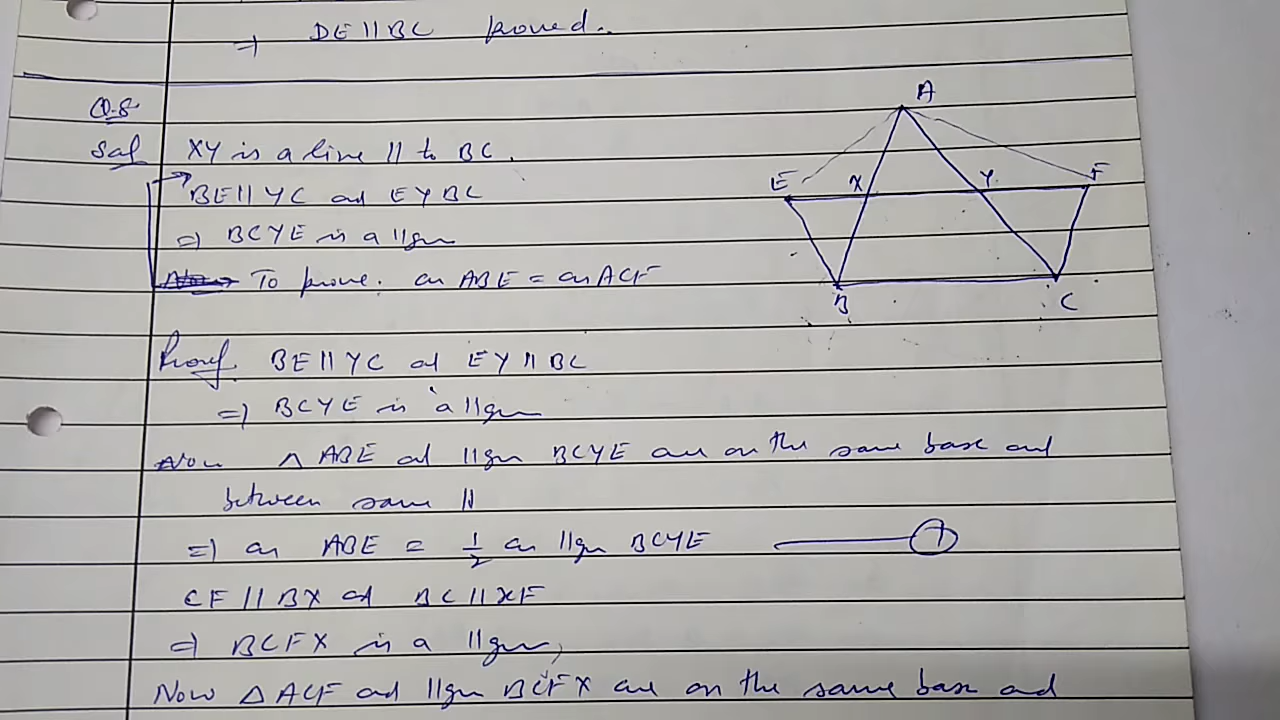 ⇒ DE||BC proved..
Q.8
Sol XY is a line || to BC.
BE||YC and EYBC
⇒ BCYE is a ||gm
To prove. ar ABE = ar ACF
Proof. BE||YC and EY||BC
⇒ BCYE is a ||gm
Now △ ABE and ||gm BCYE are on the same base and
between same ||
⇒ ar ABE = 1/2 ar ||gm BCYE ——— 1
CF||BX and BC||XF
⇒ BCFX is a ||gm,
Now △ ACF and ||gm BCFX are on the same base and
A
E X Y F
B C